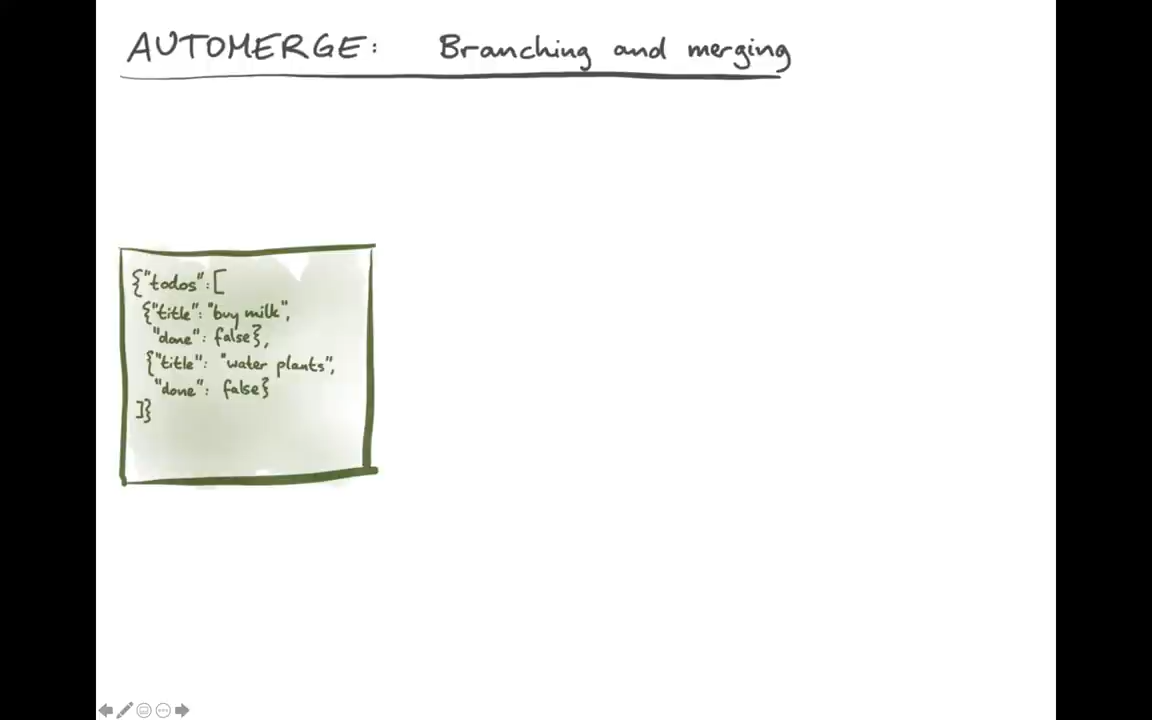 AUTOMERGE: Branching and merging
{"todos":[
{"title": "buy milk",
"done": false},
{"title": "water plants",
"done": false}
]}